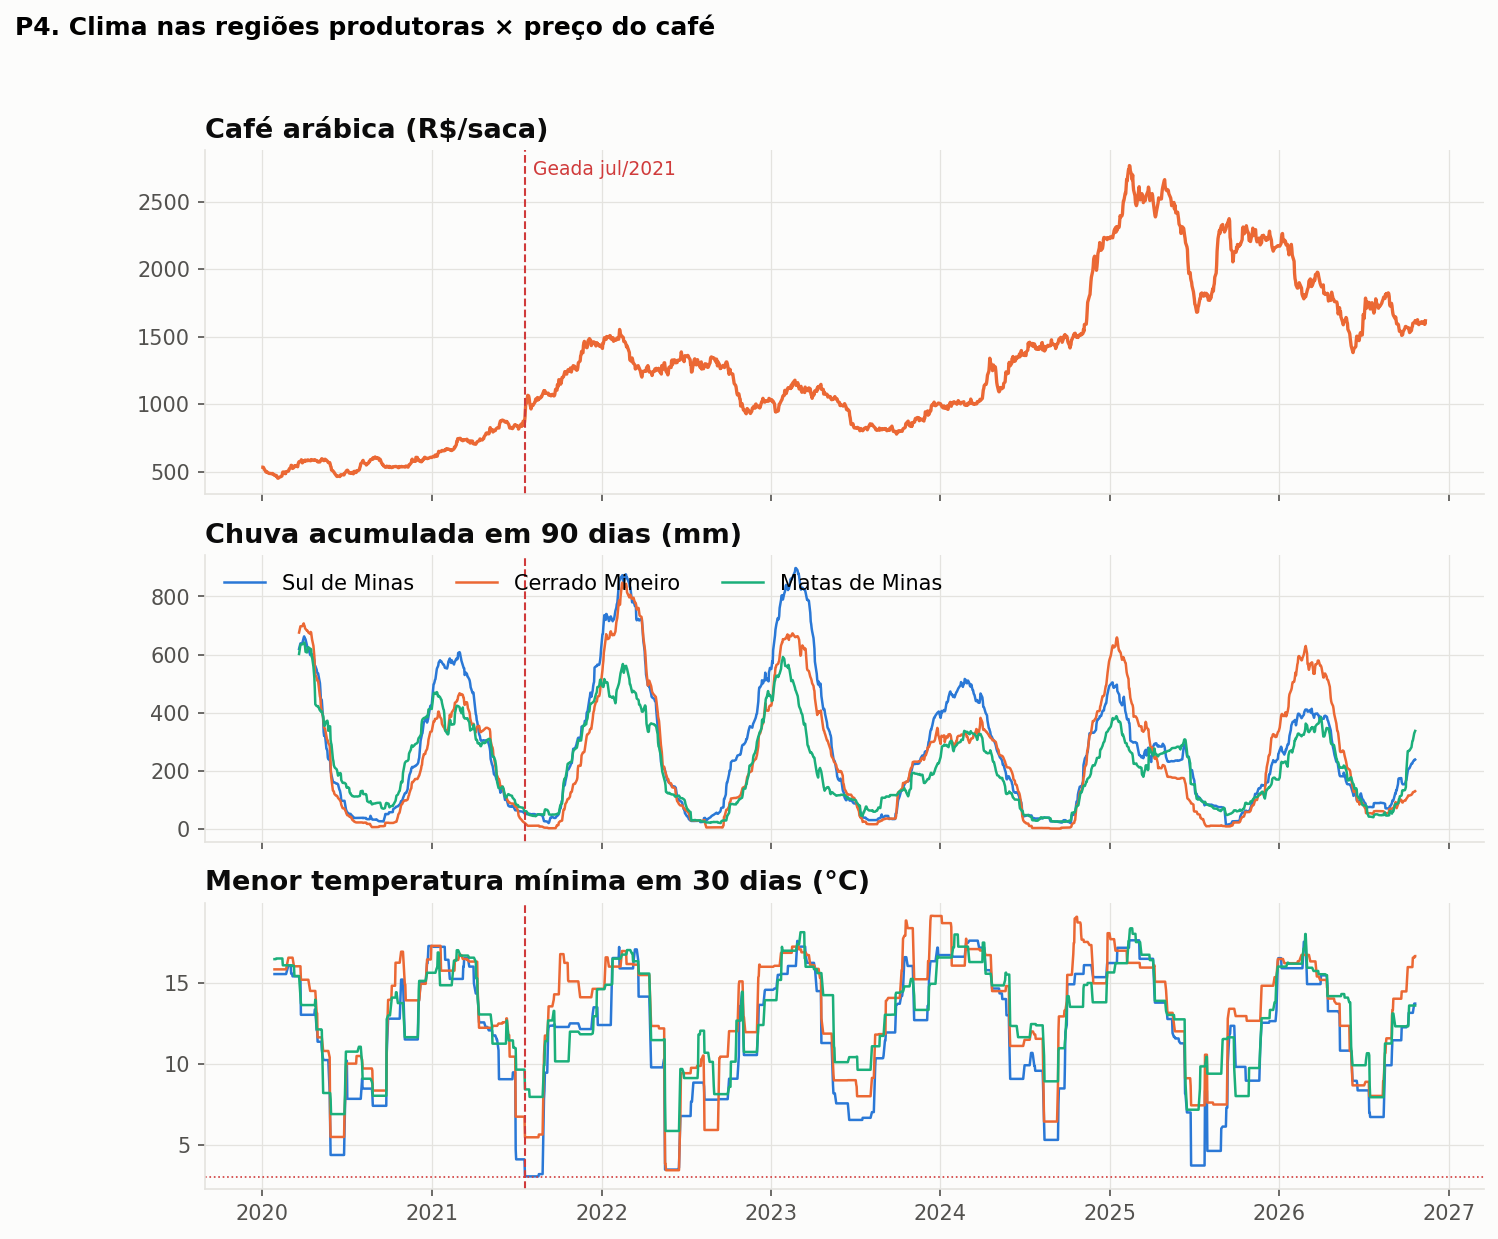 P4. Clima nas regiões produtoras × preço do café
Café arábica (R$/saca)
Geada jul/2021
2500
2000
1500
1000
500
Chuva acumulada em 90 dias (mm)
Sul de Minas Cerrado Mineiro Matas de Minas
800
600
400
200
0
Menor temperatura mínima em 30 dias (°C)
15
10
5
2020 2021 2022 2023 2024 2025 2026 2027